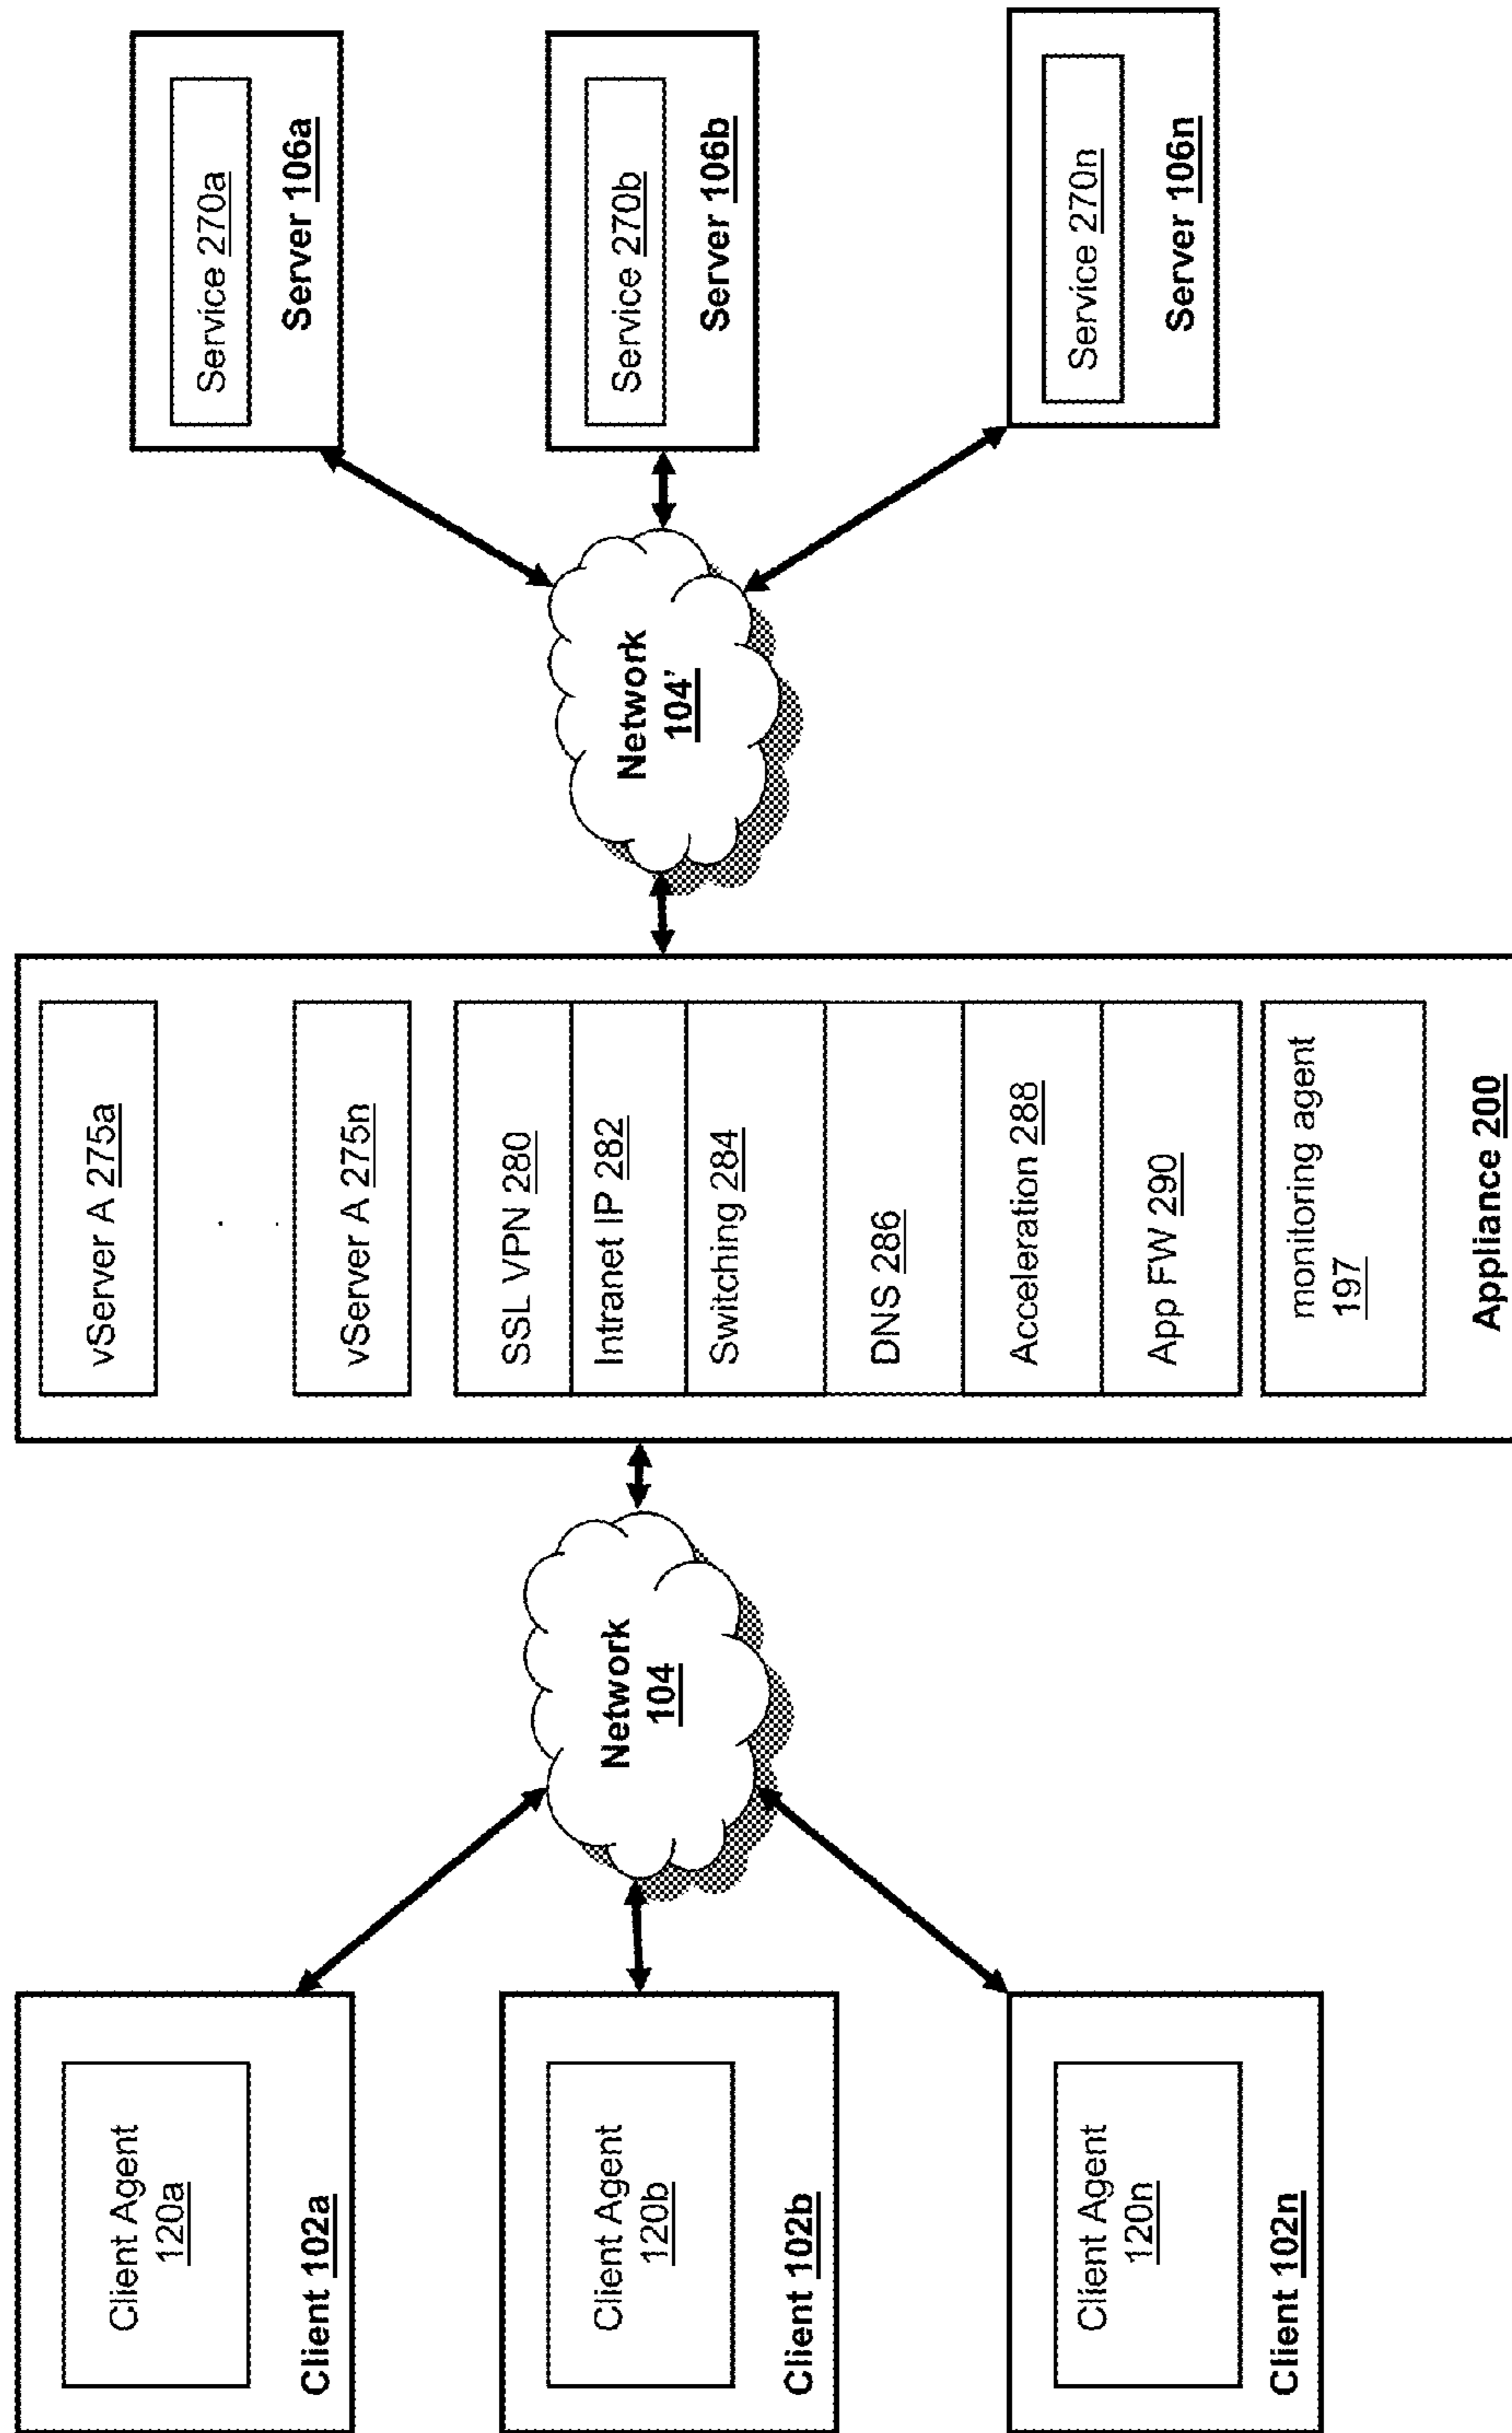 Client Agent
120a
Client 102a
Client Agent
120b
Client 102b
Client Agent
120n
Client 102n
Network
104
vServer A 275a
vServer A 275n
SSL VPN 280
Intranet IP 282
Switching 284
DNS 286
Acceleration 288
App FW 290
monitoring agent
197
Appliance 200
Network
104'
Service 270a
Server 106a
Service 270b
Server 106b
Service 270n
Server 106n